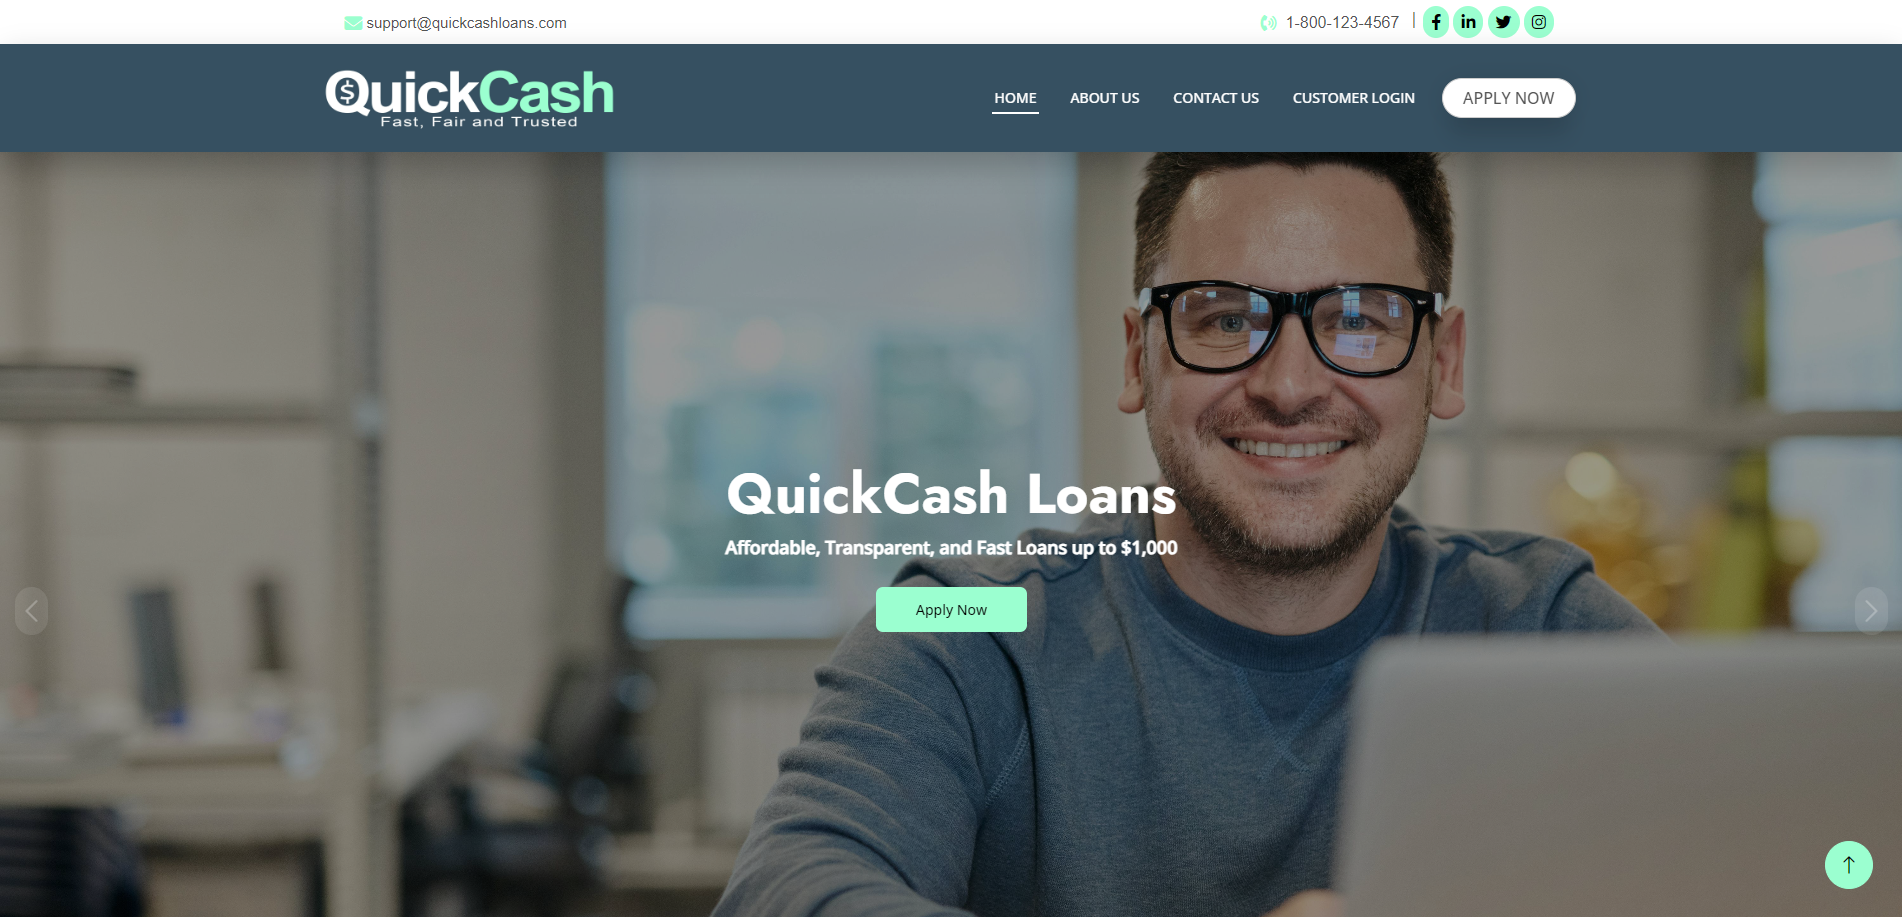 support@quickcashloans.com
1-800-123-4567
QuickCash
Fast, Fair and Trusted
HOME
ABOUT US
CONTACT US
CUSTOMER LOGIN
APPLY NOW
QuickCash Loans
Affordable, Transparent, and Fast Loans up to $1,000
Apply Now